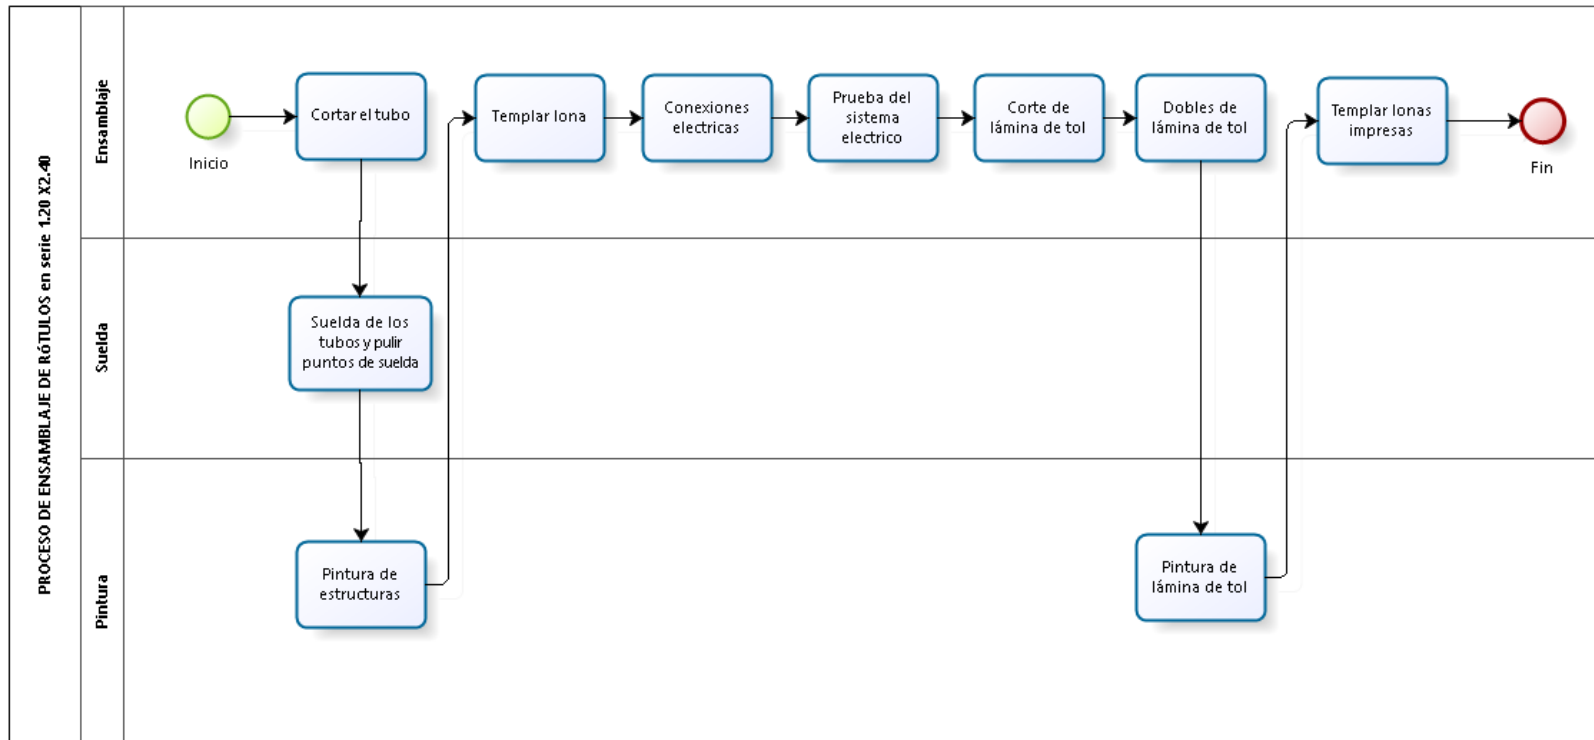 PROCESO DE ENSAMBLAJE DE RóTULOS en serie 1.20 X2.40
Ensamblaje
Inicio
Cortar el tubo
Templar lona
Conexiones
electricas
Prueba del
sistema
electrico
Corte de
lámina de tol
Dobles de
lámina de tol
Templar lonas
impresas
Fin
Suelda
Suelda de los
tubos y pulir
puntos de suelda
Pintura
Pintura de
estructuras
Pintura de
lámina de tol